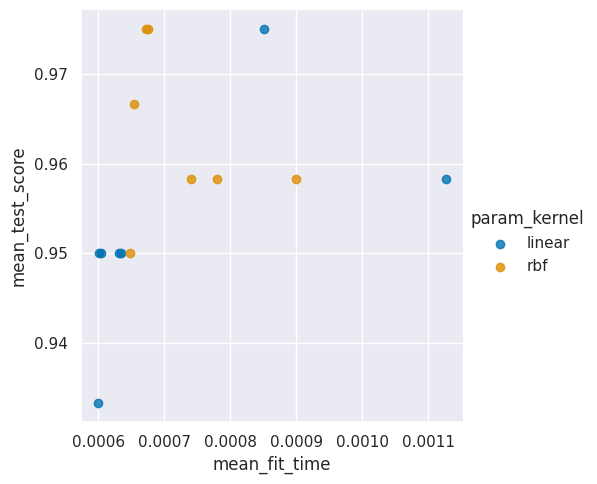 0.97
0.96
0.95
0.94
mean_test_score
0.0006 0.0007 0.0008 0.0009 0.0010 0.0011
mean_fit_time
param_kernel
linear
rbf